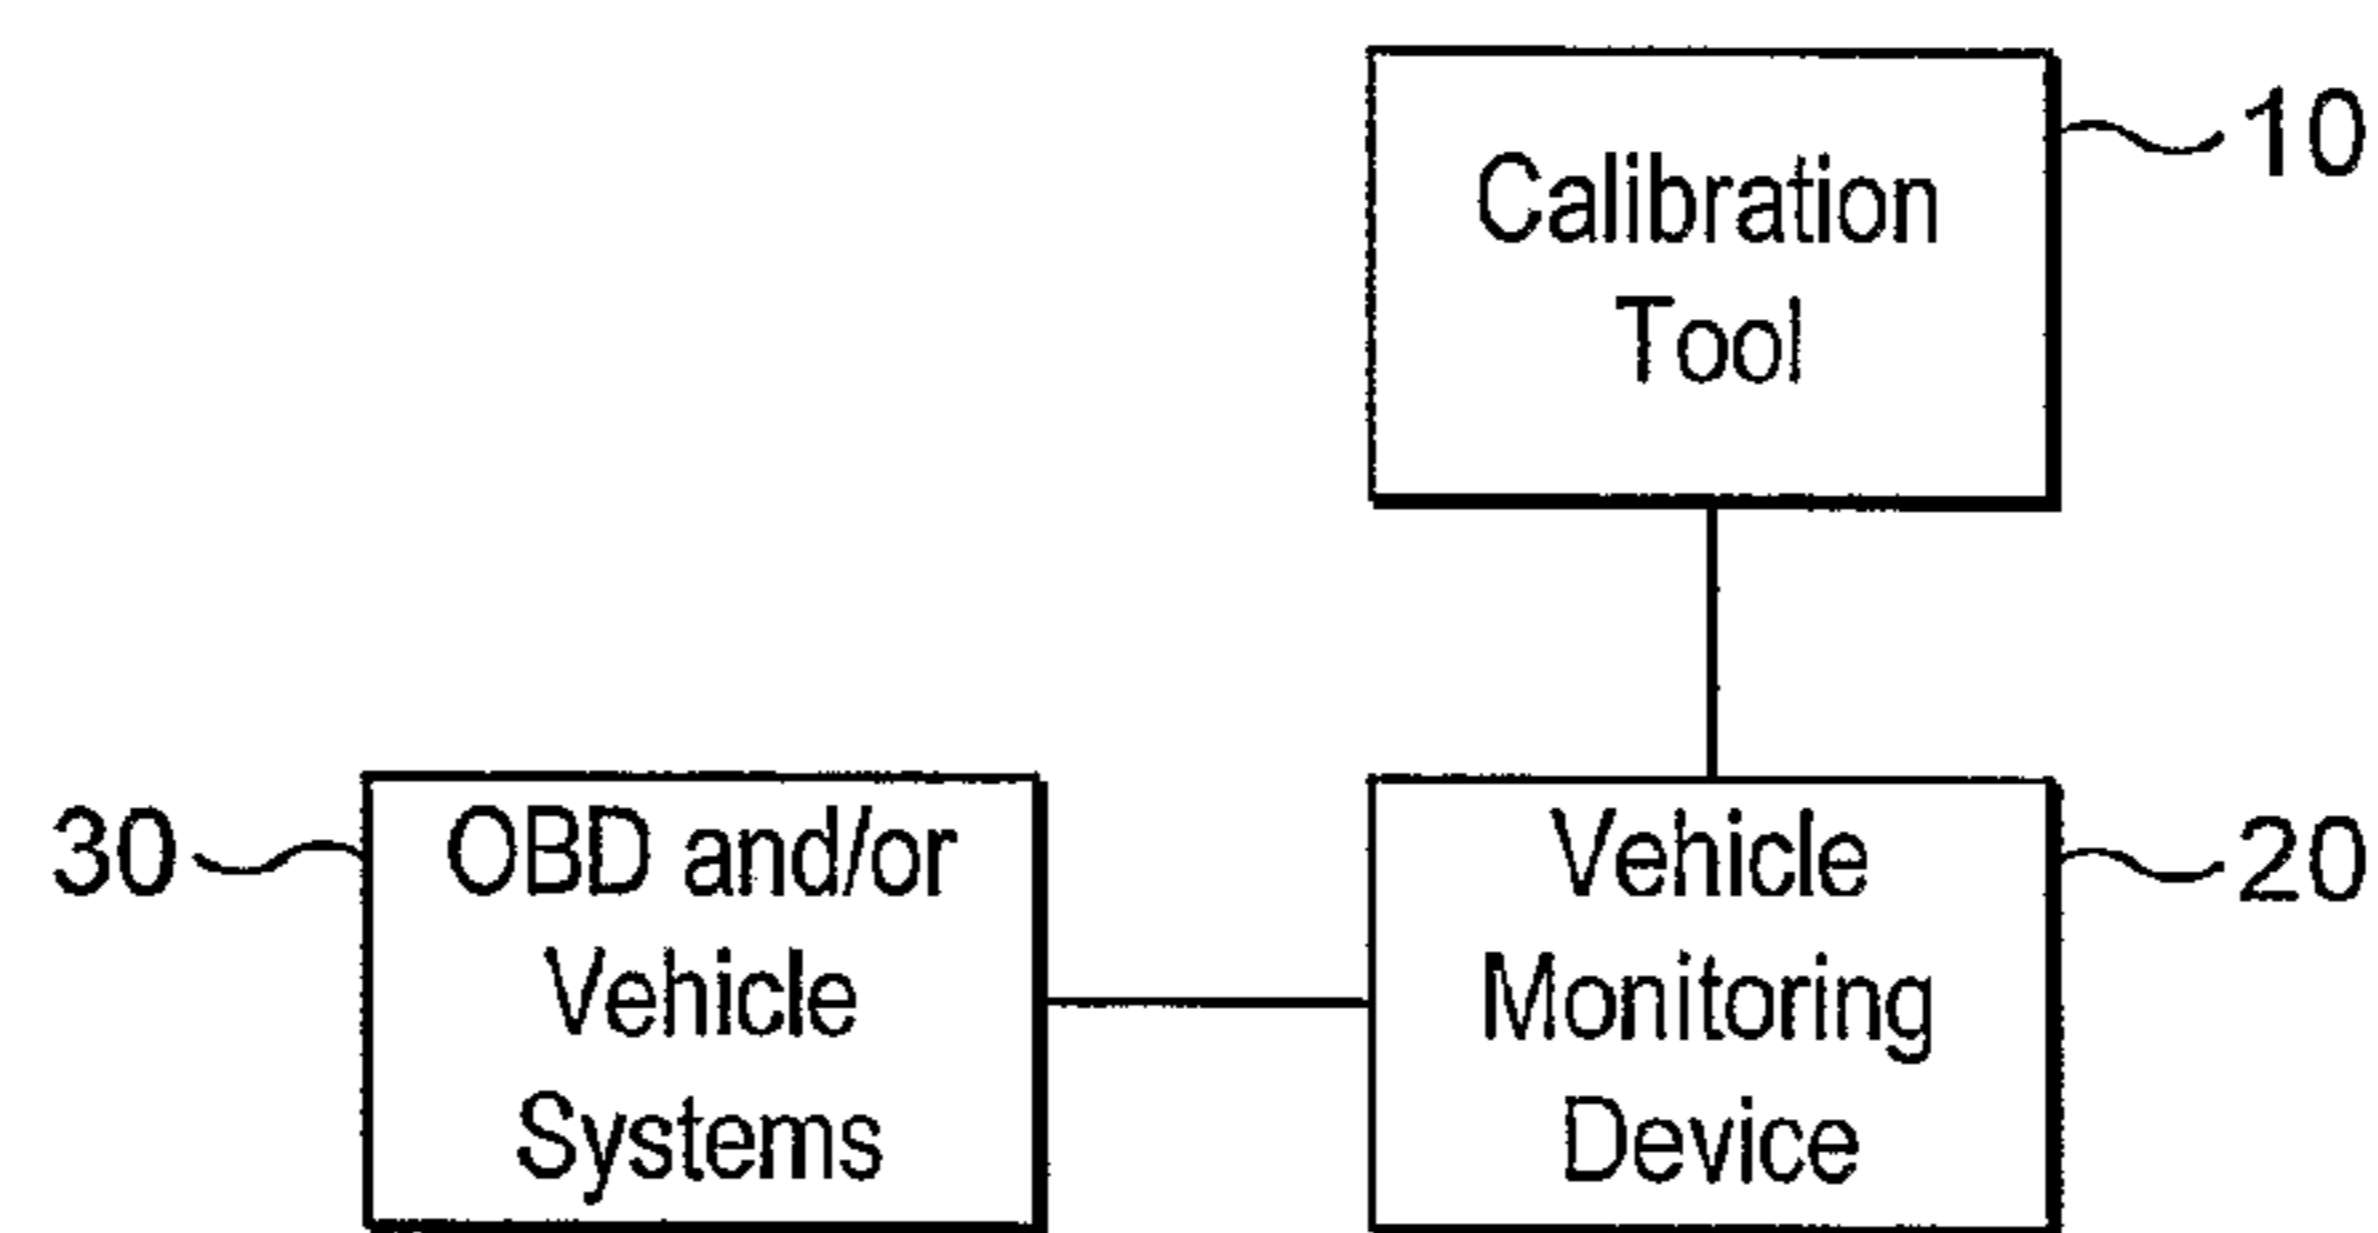 Calibration
Tool
10
30
OBD and/or
Vehicle
Systems
Vehicle
Monitoring
Device
20